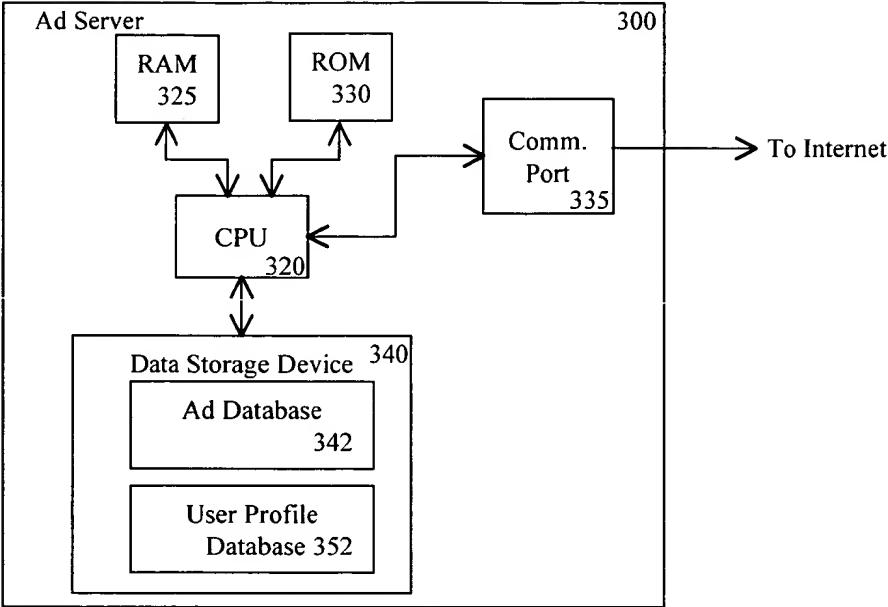 Ad Server
300
RAM
325
ROM
330
Comm.
Port
335
To Internet
CPU
320
340
Data Storage Device
Ad Database
342
User Profile
Database 352